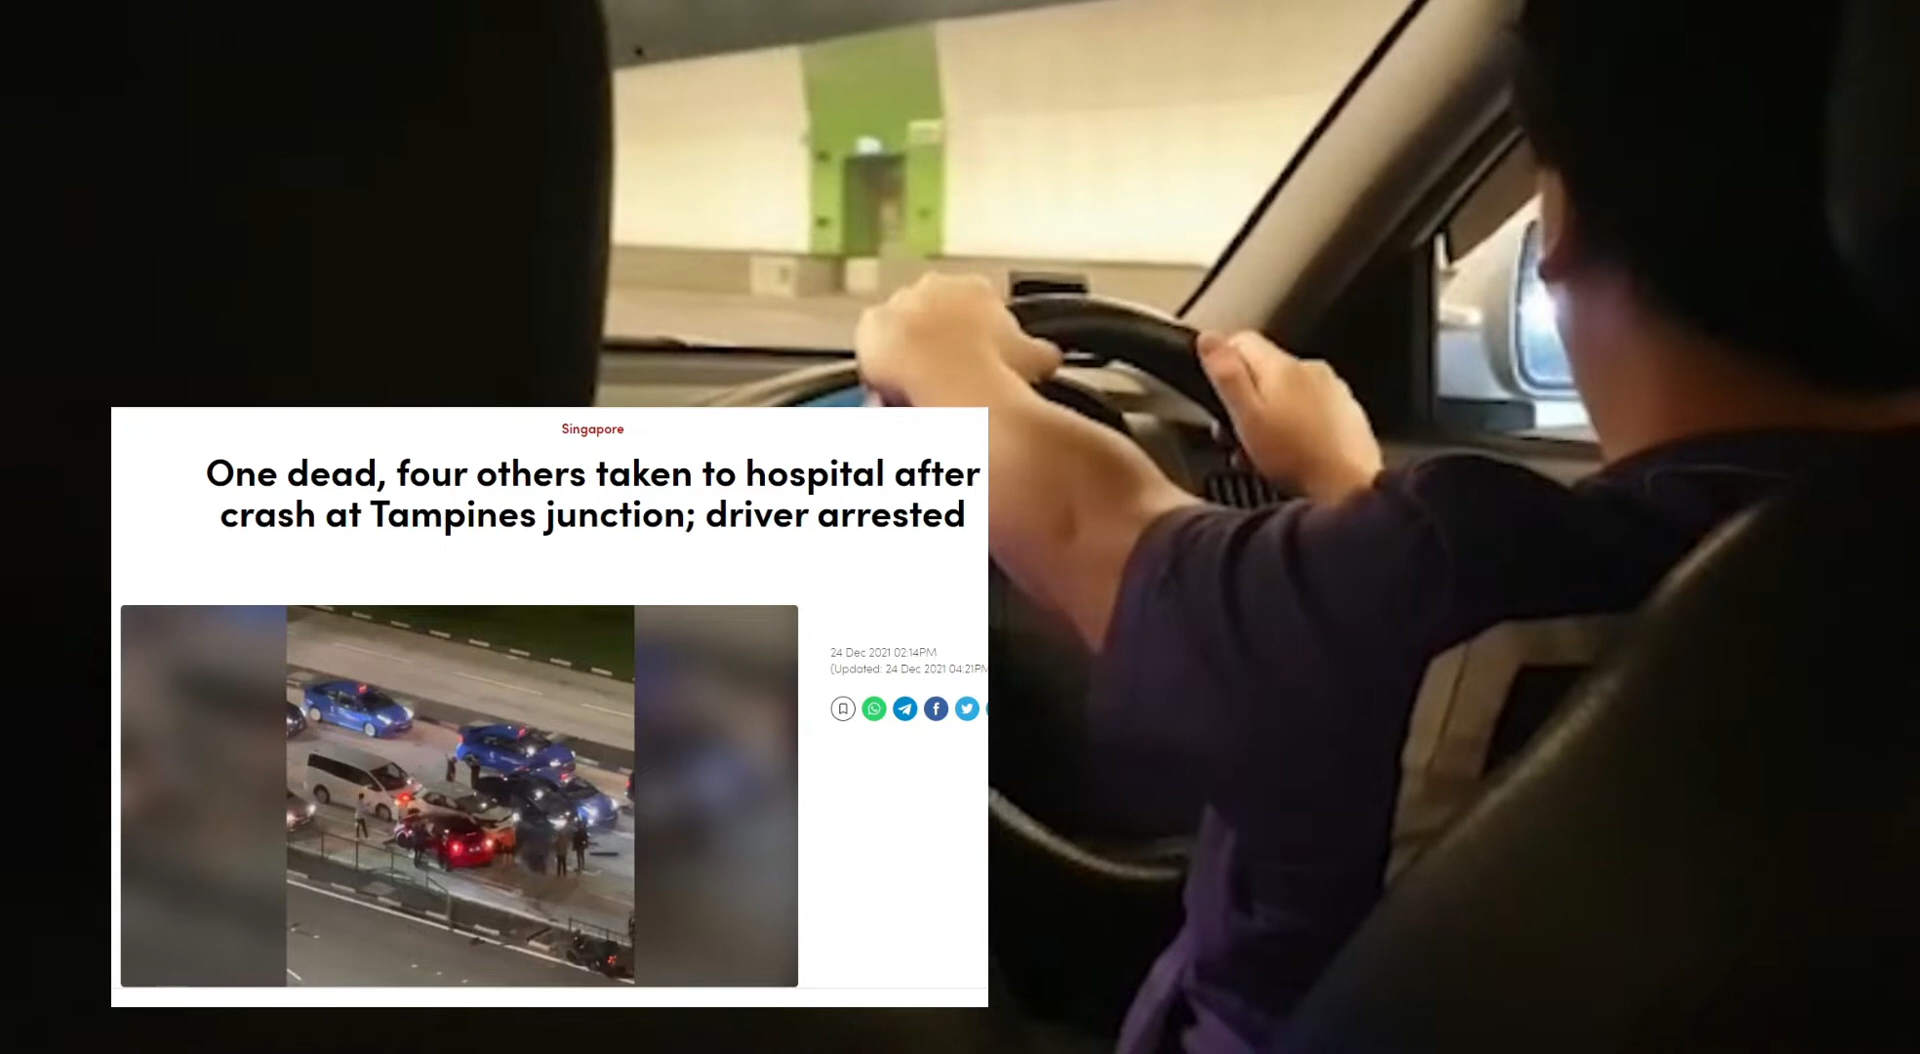 Singapore
One dead, four others taken to hospital after
crash at Tampines junction; driver arrested
24 Dec 2021 02:14PM
(Updated: 24 Dec 2021 04:21PM